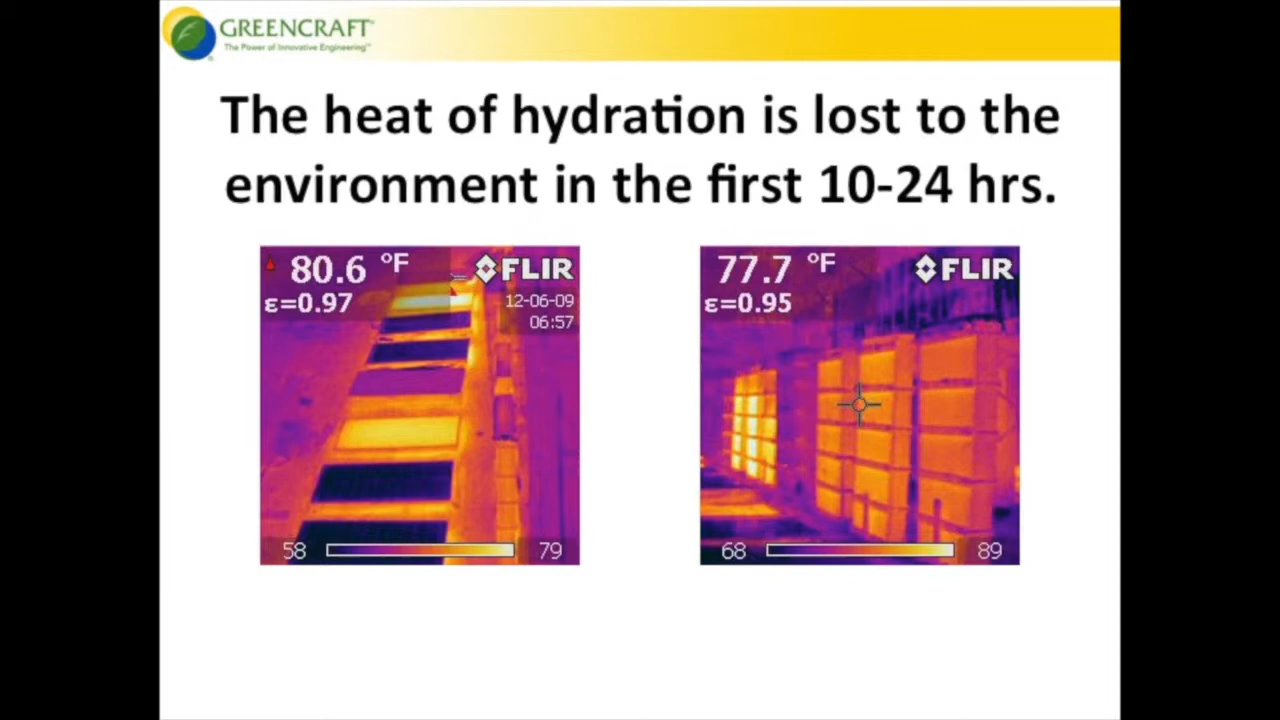 GREENCRAFT™
The Power of Innovative Engineering™
The heat of hydration is lost to the
environment in the first 10-24 hrs.
80.6 °F
FLIR
ε=0.97
12-06-09
06:57
58
79
77.7 °F
FLIR
ε=0.95
68
89